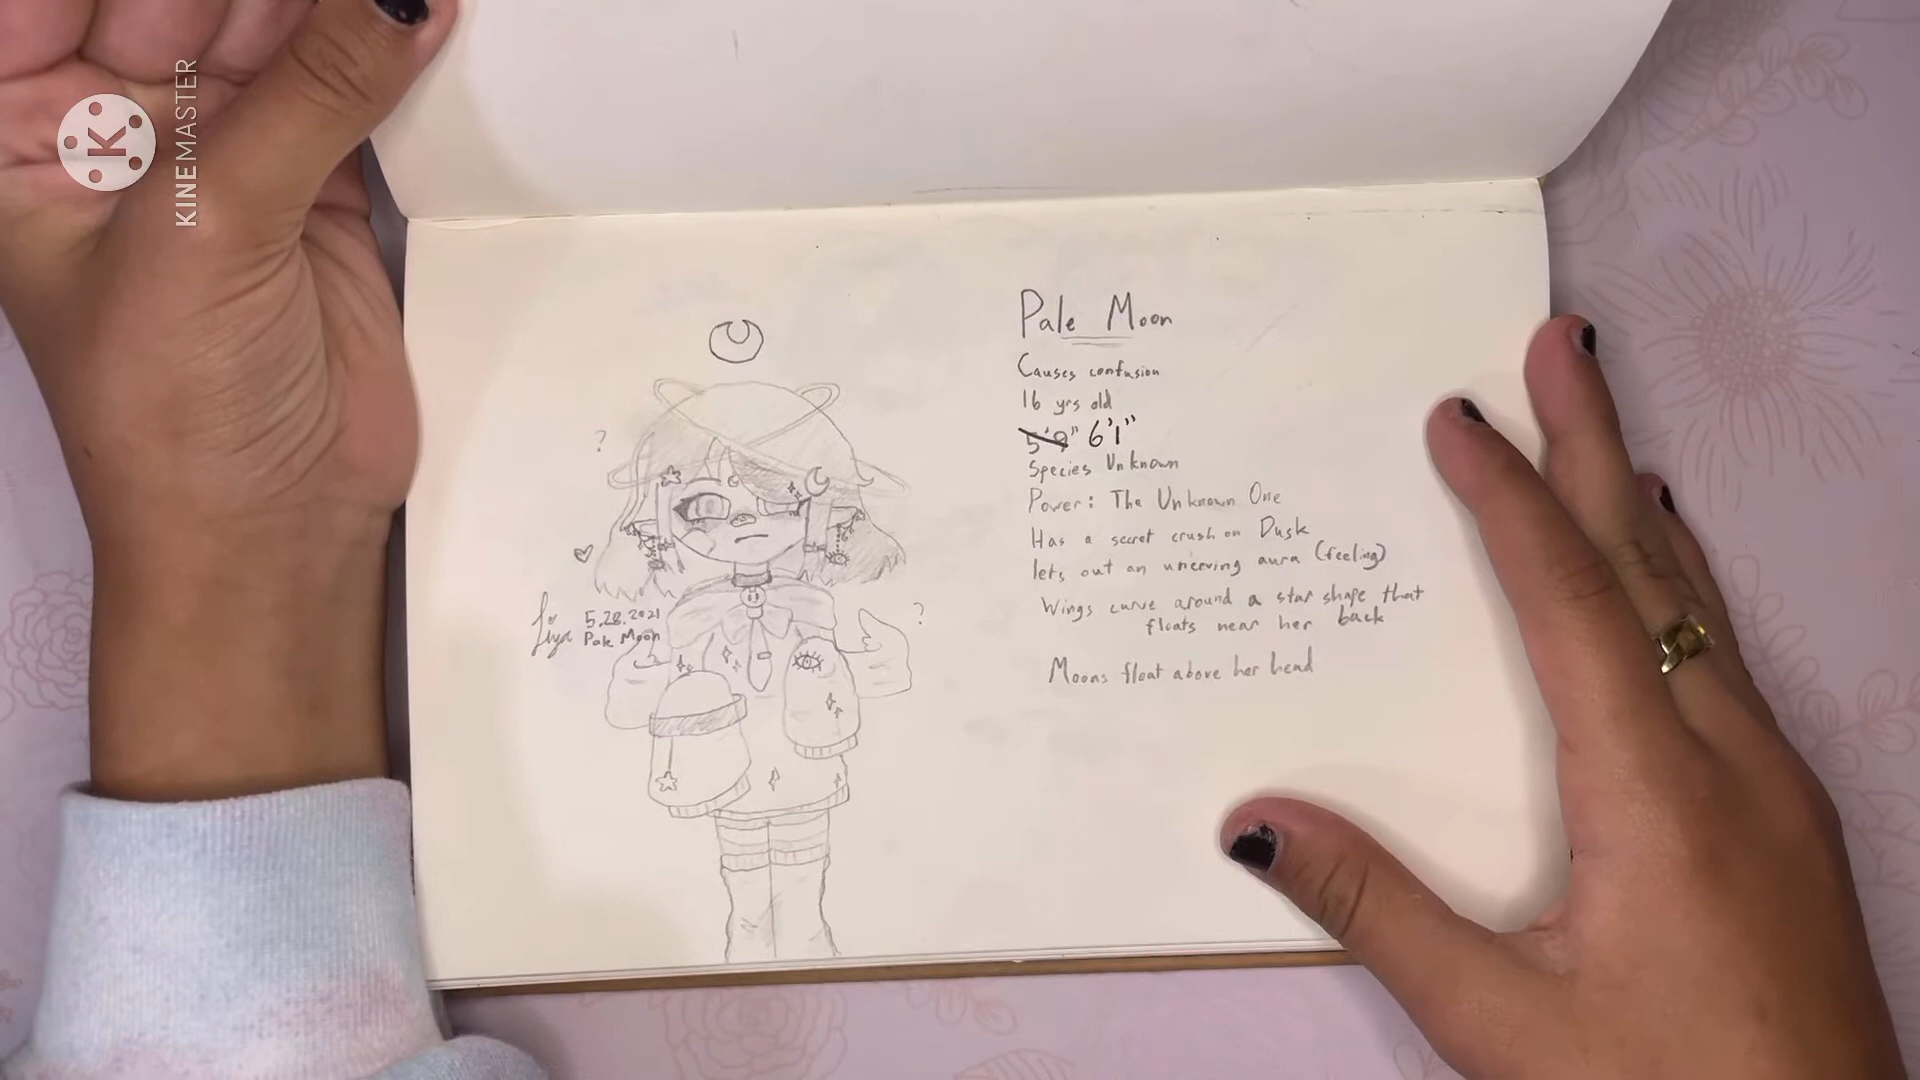 K
KINEMASTER
Pale Moon
Causes confusion
16 yrs old
5'9" 6'1"
Species Unknown
Power: The Unknown One
Has a secret crush on Dusk
lets out an unerving aura (feeling)
Wings curve around a star shape that
floats near her back
Moons float above her head
?
?
5.28.2021
Pale Moon